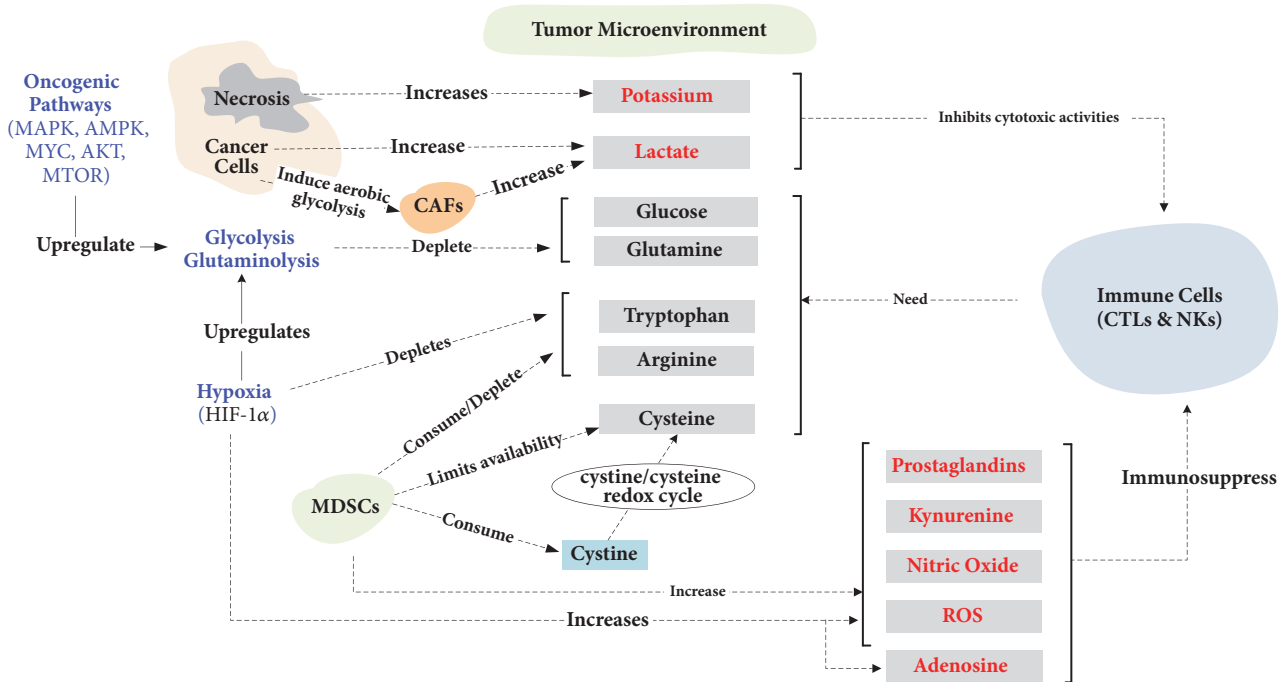 Tumor Microenvironment
Oncogenic
Pathways
(MAPK, AMPK,
MYC, AKT,
MTOR)
Upregulate
Necrosis
Cancer
Cells
Increases
Increase
Induce aerobic
glycolysis
CAFs
Increase
Potassium
Lactate
Inhibits cytotoxic activities
Glycolysis
Glutaminolysis
Deplete
Glucose
Glutamine
Upregulates
Hypoxia
(HIF-1α)
Depletes
Tryptophan
Arginine
Cysteine
Need
Immune Cells
(CTLs & NKs)
Consume/Deplete
Limits availability
MDSCs
Consume
cystine/cysteine
redox cycle
Cystine
Increase
Increases
Prostaglandins
Kynurenine
Nitric Oxide
ROS
Adenosine
Immunosuppress